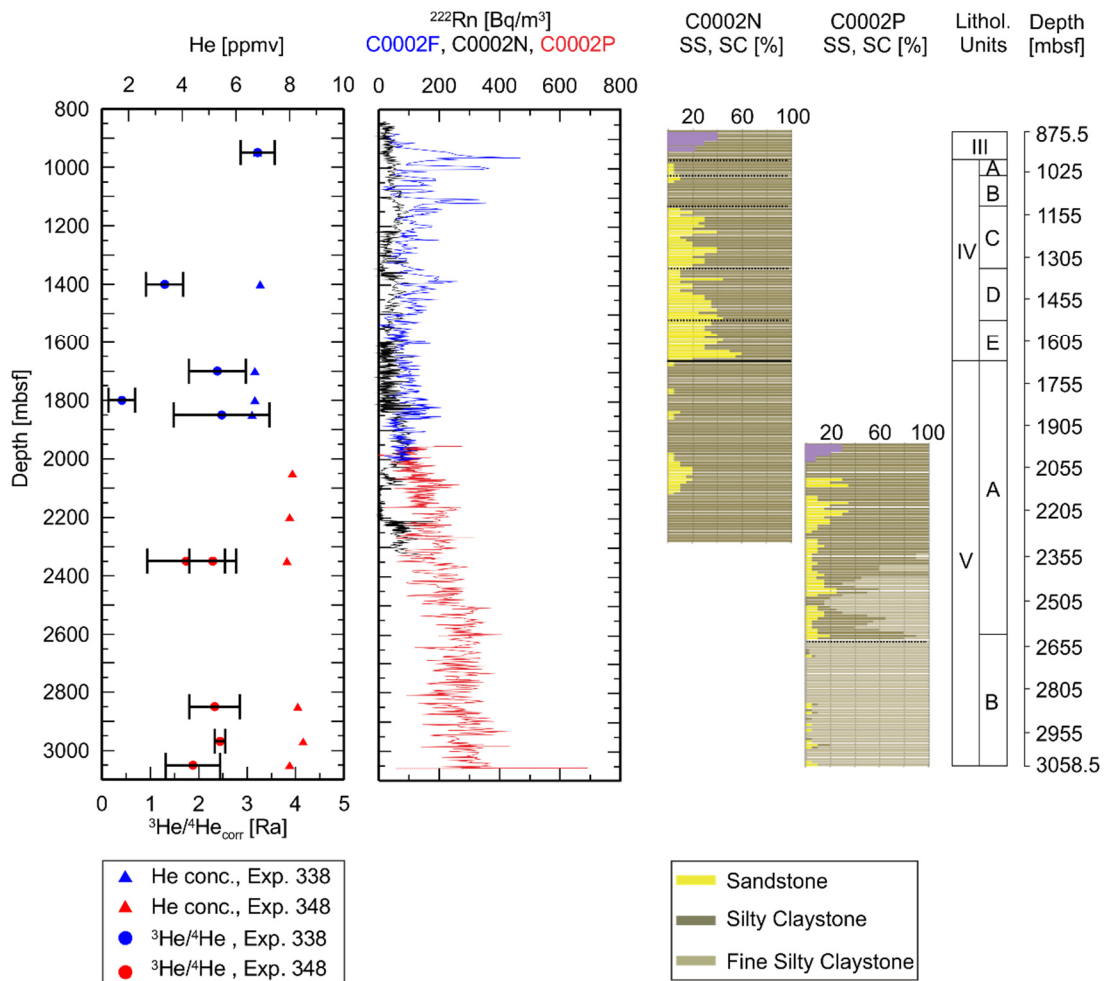 He [ppmv]
0 2 4 6 8 10
²²²Rn [Bq/m³]
C0002F, C0002N, C0002P
0 200 400 600 800
C0002N
SS, SC [%]
20 60 100
C0002P
SS, SC [%]
20 60 100
Lithol.
Units
Depth
[mbsf]
Depth [mbsf]
800
1000
1200
1400
1600
1800
2000
2200
2400
2600
2800
3000
0 1 2 3 4 5
³He/⁴Hecorr [Ra]
III
IV
A
B
C
D
E
V
A
B
875.5
1025
1155
1305
1455
1605
1755
1905
2055
2205
2355
2505
2655
2805
2955
3058.5
He conc., Exp. 338
He conc., Exp. 348
³He/⁴He , Exp. 338
³He/⁴He , Exp. 348
Sandstone
Silty Claystone
Fine Silty Claystone